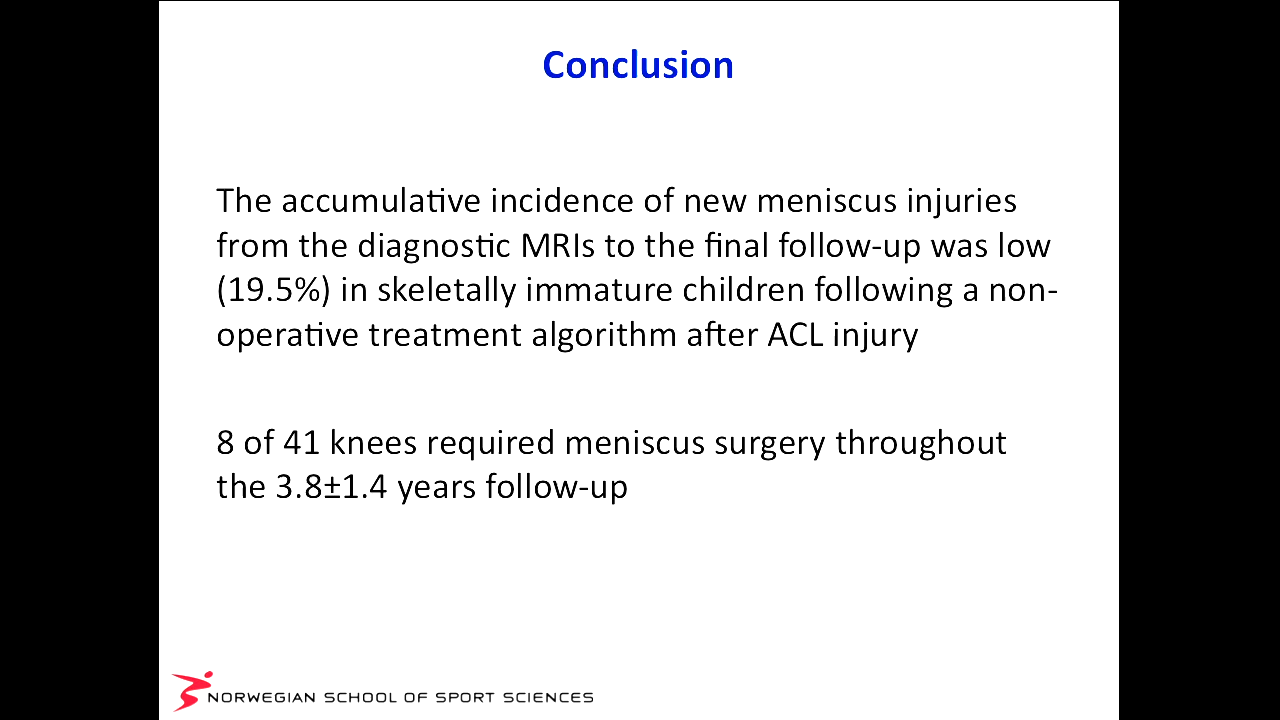 Conclusion
The accumulative incidence of new meniscus injuries
from the diagnostic MRIs to the final follow-up was low
(19.5%) in skeletally immature children following a non-
operative treatment algorithm after ACL injury
8 of 41 knees required meniscus surgery throughout
the 3.8±1.4 years follow-up
NORWEGIAN SCHOOL OF SPORT SCIENCES